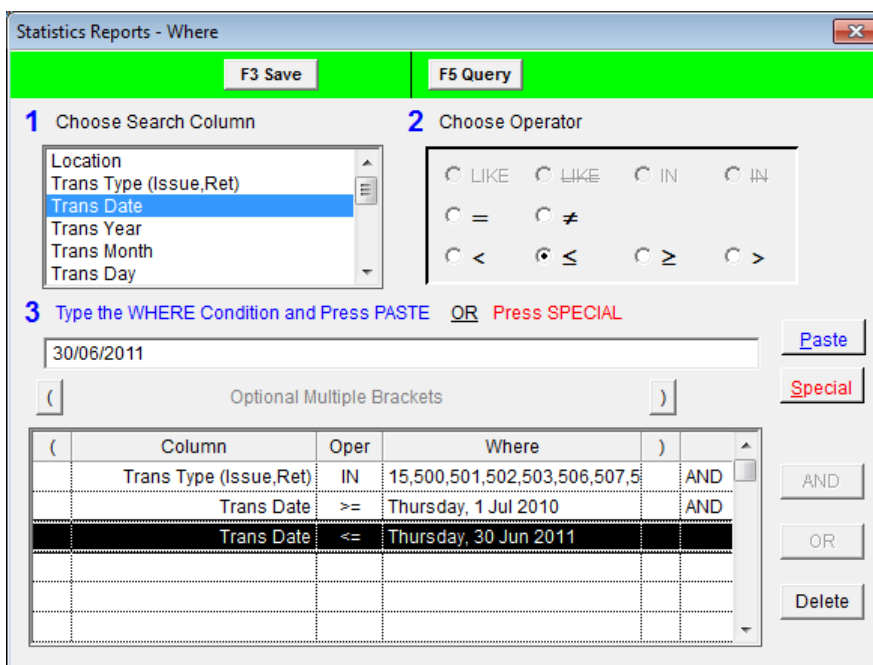 Statistics Reports - Where
F3 Save F5 Query
1 Choose Search Column
Location
Trans Type (Issue,Ret)
Trans Date
Trans Year
Trans Month
Trans Day
2 Choose Operator
LIKE LIKE IN IN
= ≠
< ≤ ≥ >
3 Type the WHERE Condition and Press PASTE OR Press SPECIAL
30/06/2011
Paste
Special
( Optional Multiple Brackets )
( Column Oper Where )
Trans Type (Issue,Ret) IN 15,500,501,502,503,506,507,5 AND
Trans Date >= Thursday, 1 Jul 2010 AND
Trans Date <= Thursday, 30 Jun 2011
AND
OR
Delete